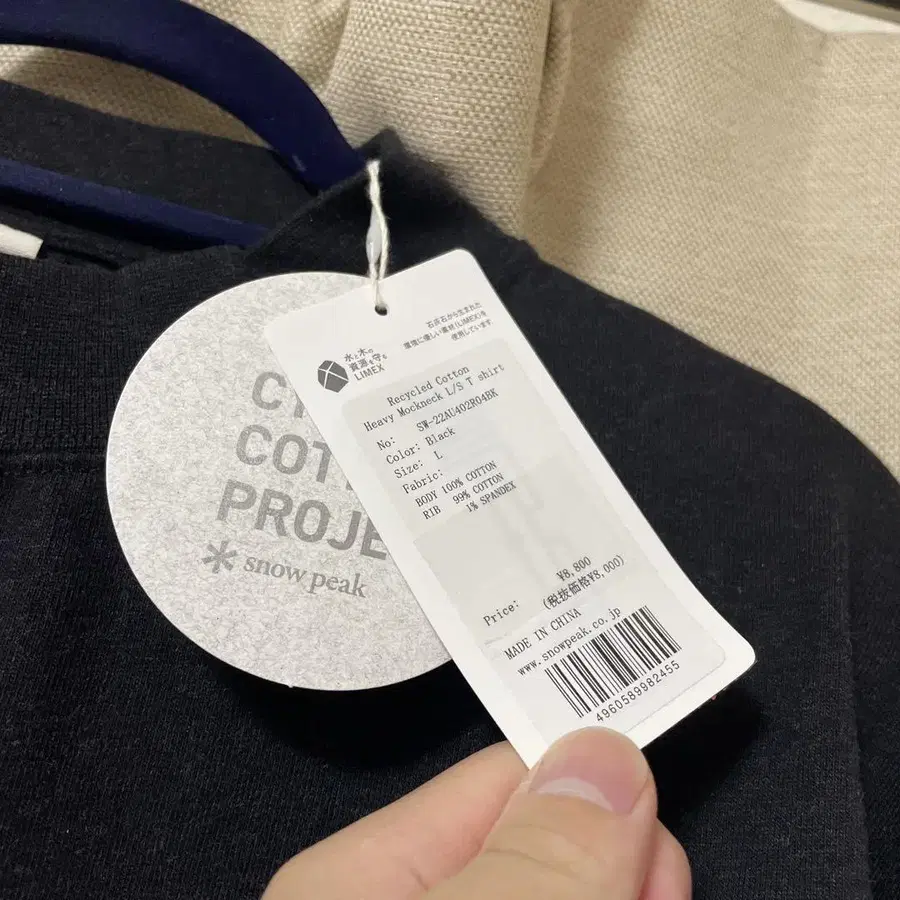 CY
COT
PROJE
snow peak
水と木の
資源を守る
LIMEX
石灰石から生まれた
環境に優しい素材(LIMEX)を
使用しています
Recycled Cotton
Heavy Mockneck L/S T shirt
No: SW-22AU402R04BK
Color: Black
Size: L
Fabric:
BODY 100% COTTON
RIB 99% COTTON
1% SPANDEX
¥8,800
Price: (税抜価格¥8,000)
MADE IN CHINA
www.snowpeak.co.jp
4960589982455